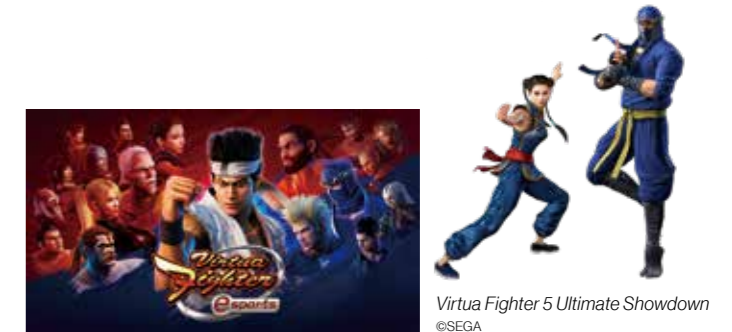 Virtua
Fighter
esports
Virtua Fighter 5 Ultimate Showdown
©SEGA